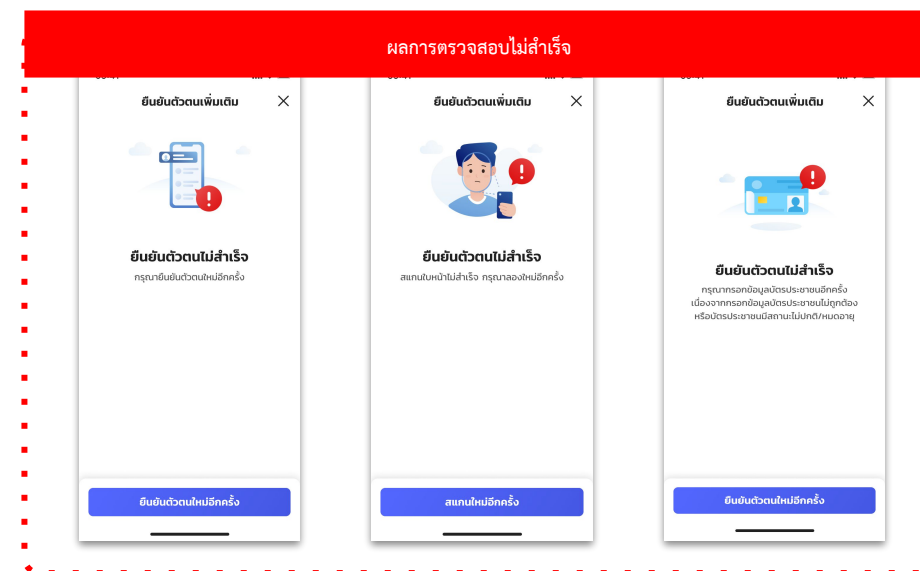 ผลการตรวจสอบไม่สำเร็จ
ยืนยันตัวตนเพิ่มเติม
ยืนยันตัวตนไม่สำเร็จ
กรุณายืนยันตัวตนใหม่อีกครั้ง
ยืนยันตัวตนใหม่อีกครั้ง
ยืนยันตัวตนเพิ่มเติม
ยืนยันตัวตนไม่สำเร็จ
สแกนใบหน้าไม่สำเร็จ กรุณาลองใหม่อีกครั้ง
สแกนใหม่อีกครั้ง
ยืนยันตัวตนเพิ่มเติม
ยืนยันตัวตนไม่สำเร็จ
กรุณากรอกข้อมูลบัตรประชาชนอีกครั้ง
เนื่องจากกรอกข้อมูลบัตรประชาชนไม่ถูกต้อง
หรือบัตรประชาชนมีสถานะไม่ปกติ/หมดอายุ
ยืนยันตัวตนใหม่อีกครั้ง